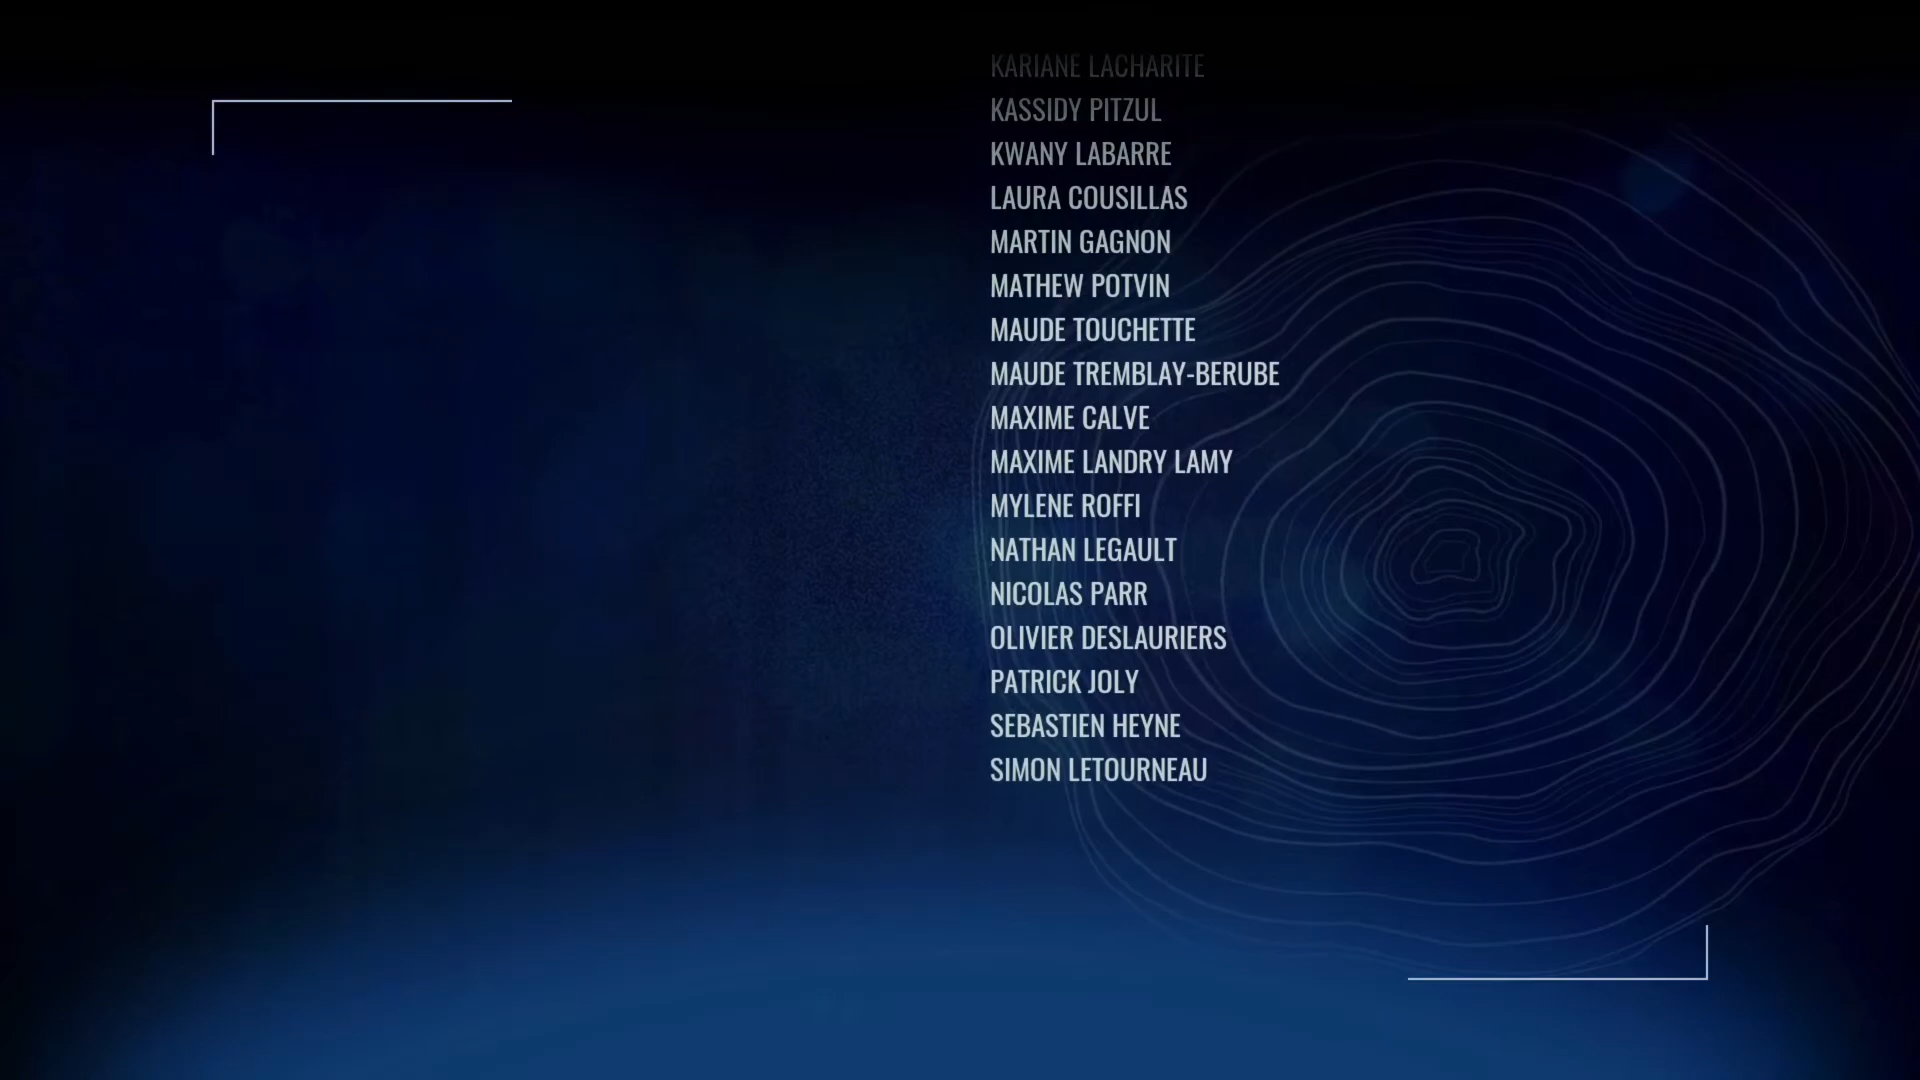 KARIANE LACHARITE
KASSIDY PITZUL
KWANY LABARRE
LAURA COUSILLAS
MARTIN GAGNON
MATHEW POTVIN
MAUDE TOUCHETTE
MAUDE TREMBLAY-BERUBE
MAXIME CALVE
MAXIME LANDRY LAMY
MYLENE ROFFI
NATHAN LEGAULT
NICOLAS PARR
OLIVIER DESLAURIERS
PATRICK JOLY
SEBASTIEN HEYNE
SIMON LETOURNEAU